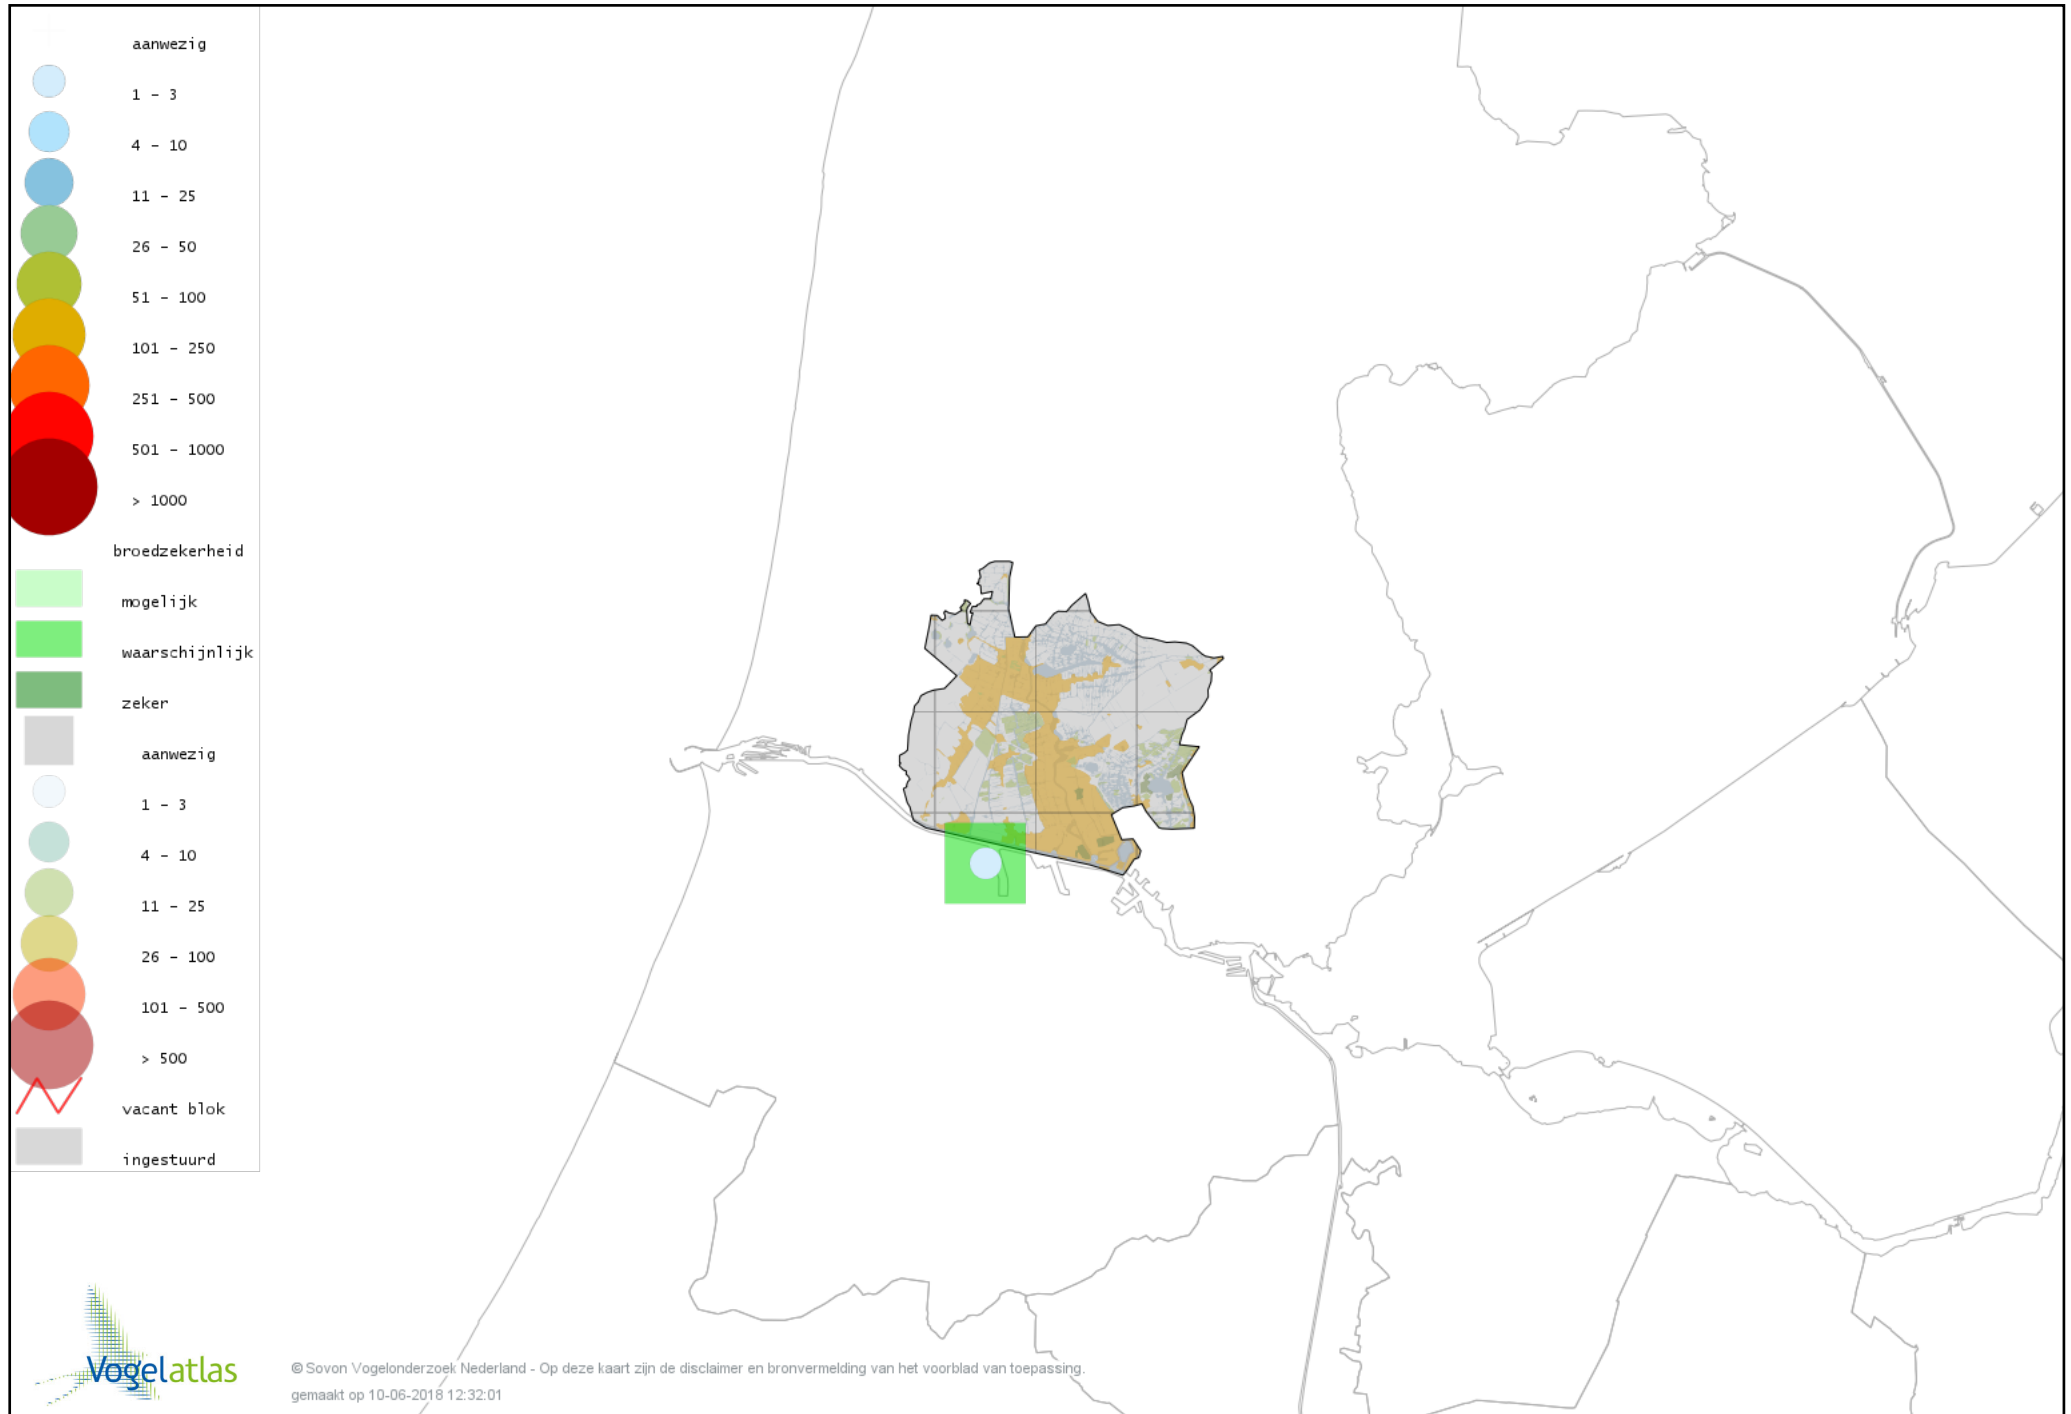 aanwezig
1 – 3
4 – 10
11 – 25
26 – 50
51 – 100
101 – 250
251 – 500
501 – 1000
> 1000
broedzekerheid
mogelijk
waarschijnlijk
zeker
aanwezig
1 – 3
4 – 10
11 – 25
26 – 100
101 – 500
> 500
vacant blok
ingestuurd
Vogelatlas
© Sovon Vogelonderzoek Nederland - Op deze kaart zijn de disclaimer en bronvermelding van het voorblad van toepassing.
gemaakt op 10-06-2018 12:32:01